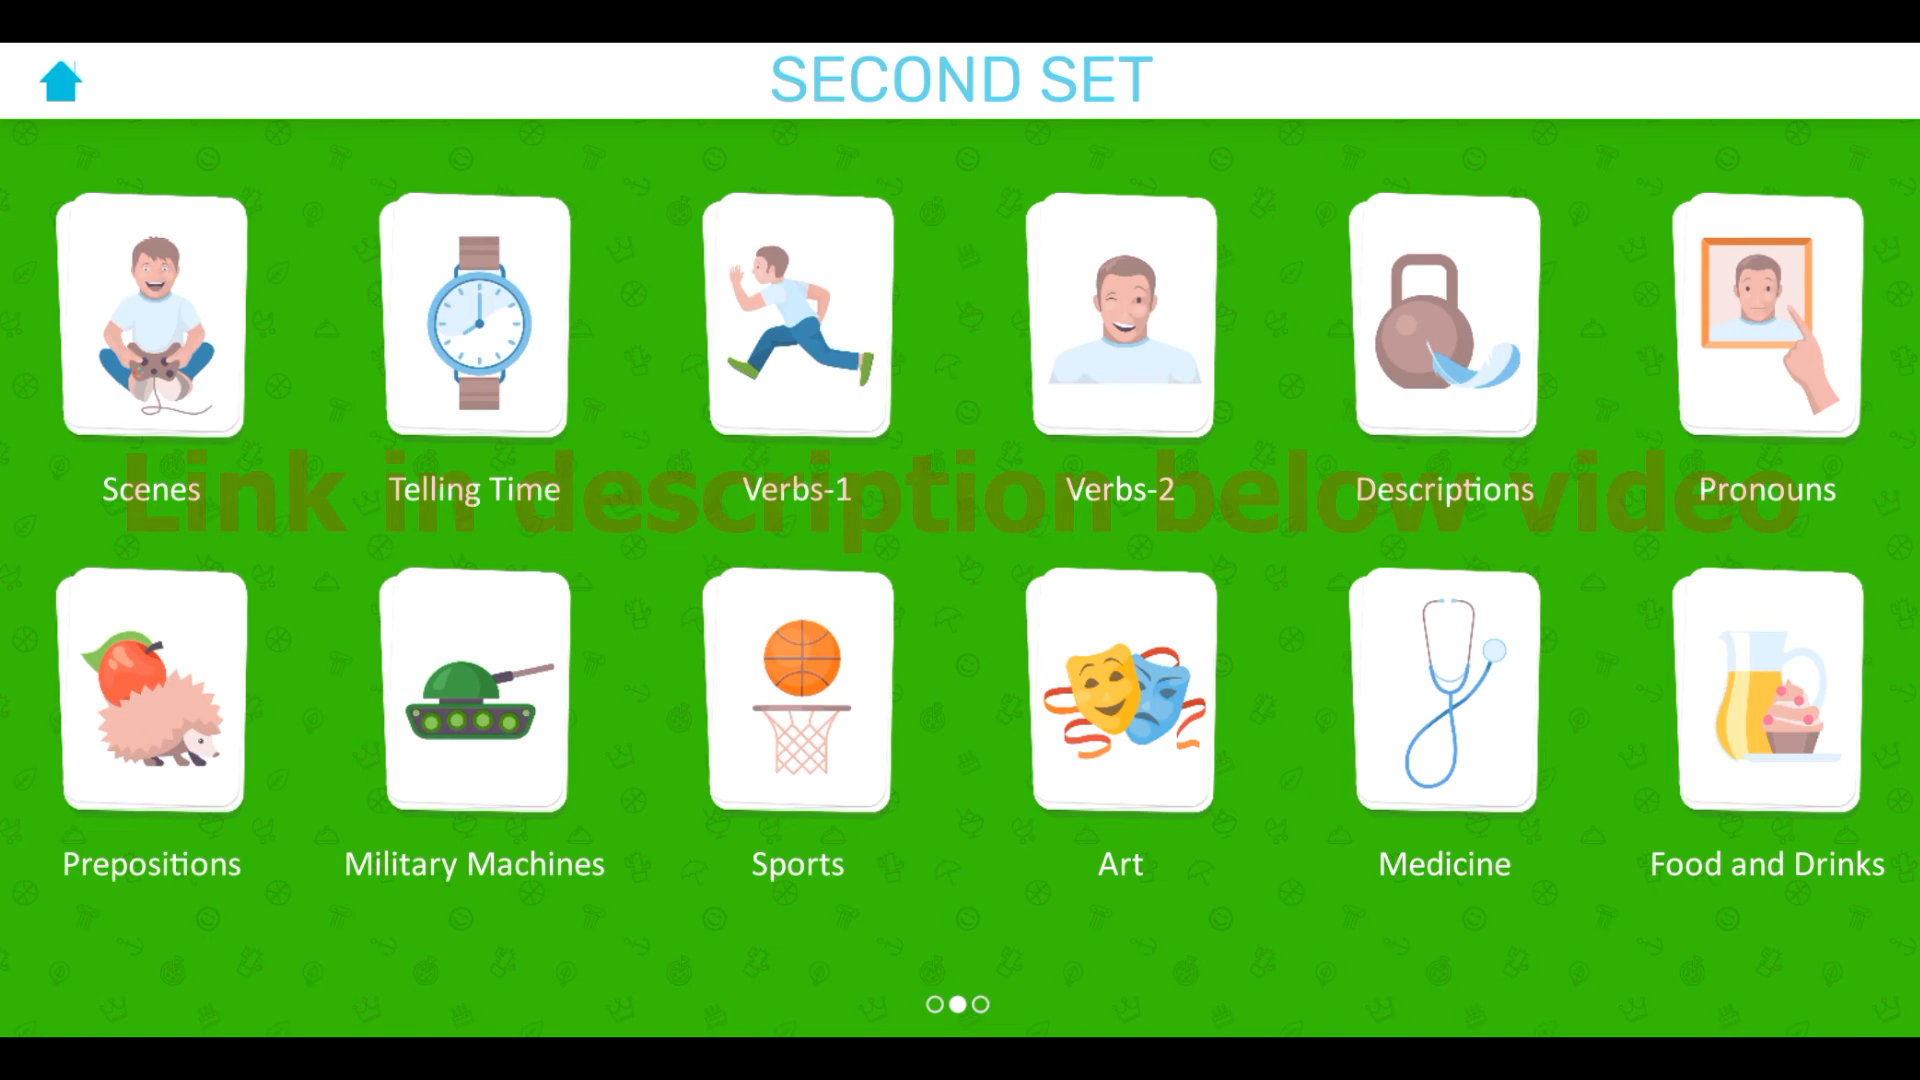 SECOND SET
Scenes
Telling Time
Verbs-1
Verbs-2
Descriptions
Pronouns
Link in description below video
Prepositions
Military Machines
Sports
Art
Medicine
Food and Drinks